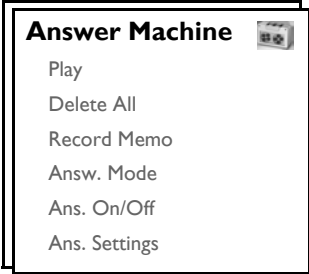 Answer Machine
Play
Delete All
Record Memo
Answ. Mode
Ans. On/Off
Ans. Settings